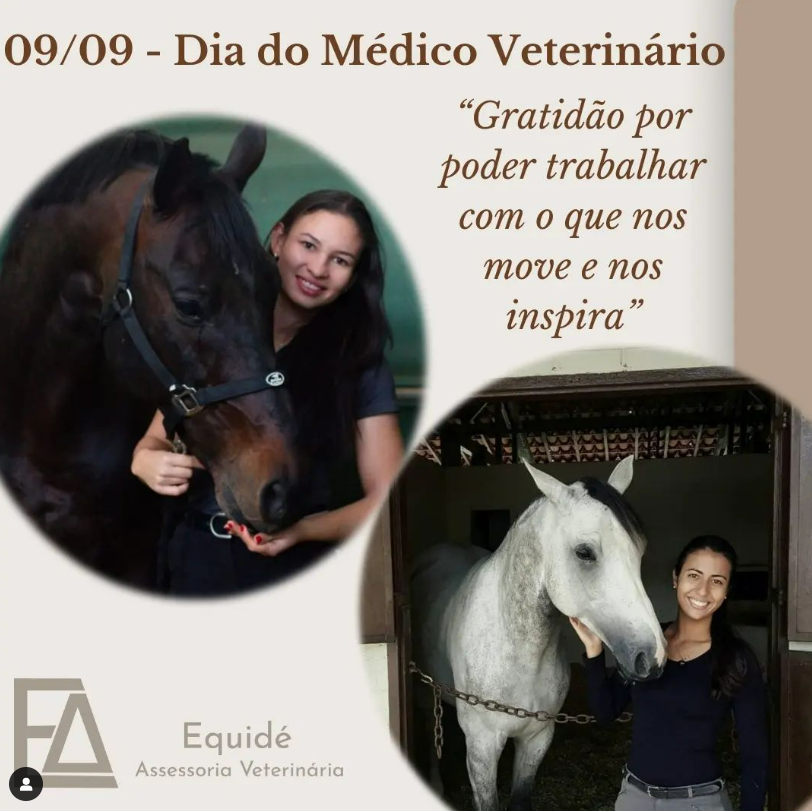 09/09 - Dia do Médico Veterinário
“Gratidão por
poder trabalhar
com o que nos
move e nos
inspira”
EA
Equidé
Assessoria Veterinária